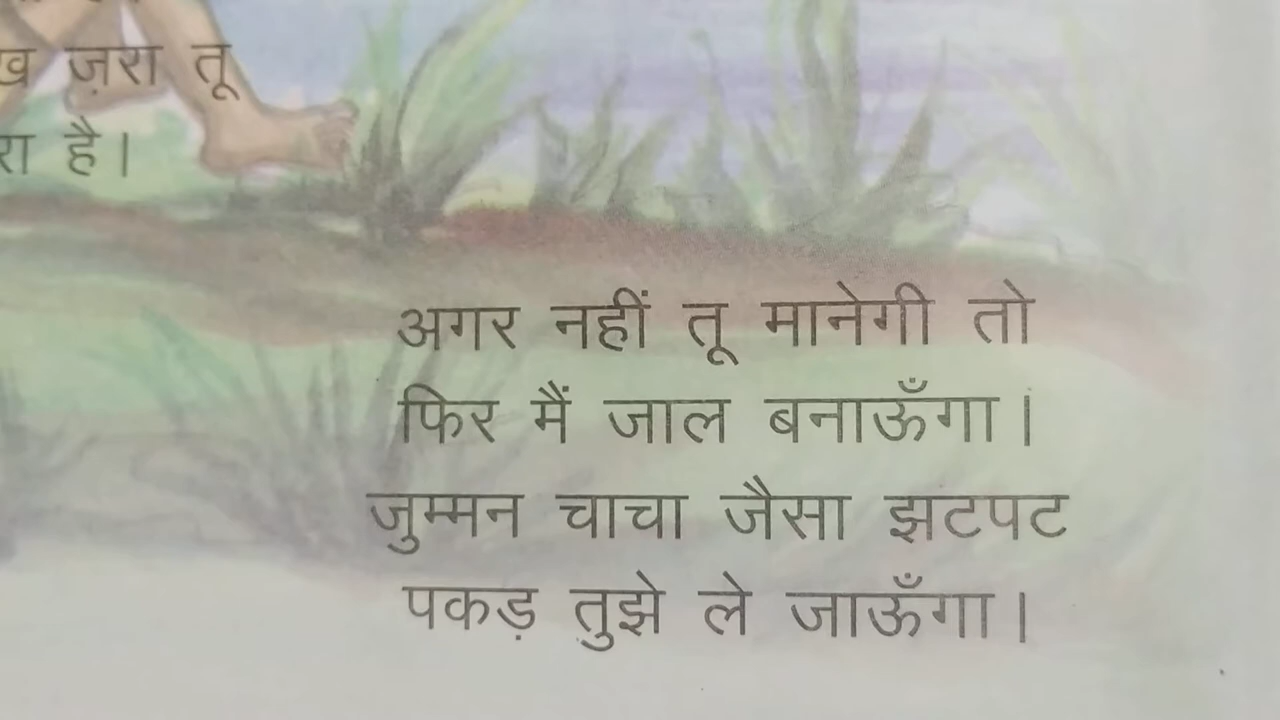 ज़रा तू
है।
अगर नहीं तू मानेगी तो
फिर मैं जाल बनाऊँगा।
जुम्मन चाचा जैसा झटपट
पकड़ तुझे ले जाऊँगा।